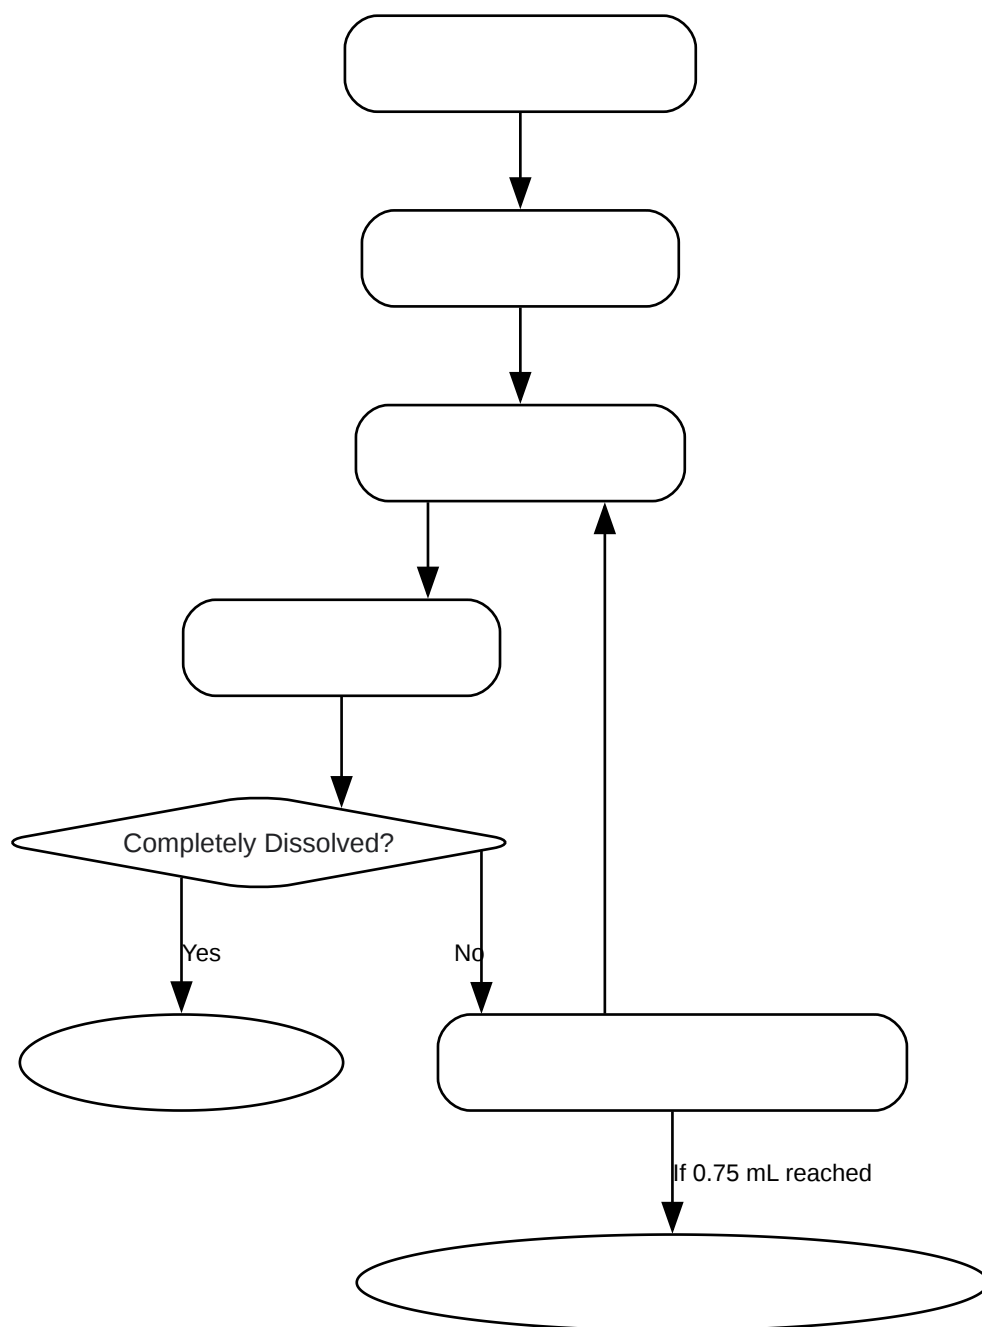 Completely Dissolved?
Yes
No
If 0.75 mL reached